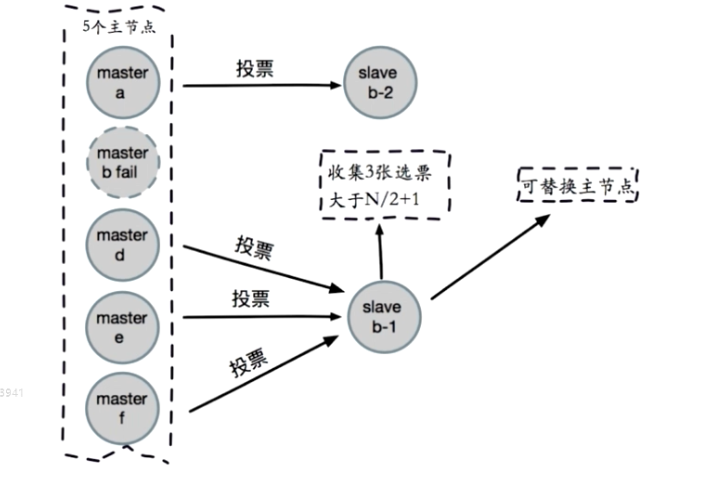 5个主节点
master
a
投票
slave
b-2
master
b fail
收集3张选票
大于N/2+1
可替换主节点
master
d
投票
投票
slave
b-1
master
e
投票
master
f
3941